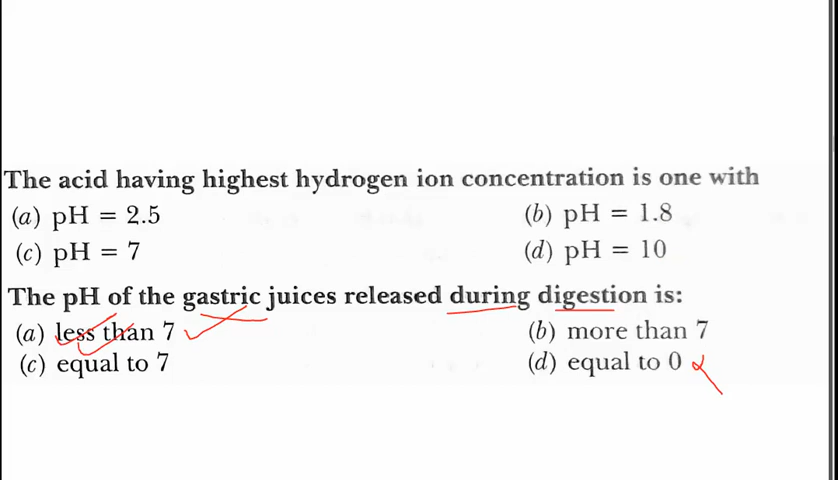 The acid having highest hydrogen ion concentration is one with
(a) pH = 2.5 (b) pH = 1.8
(c) pH = 7 (d) pH = 10
The pH of the gastric juices released during digestion is:
(a) less than 7 (b) more than 7
(c) equal to 7 (d) equal to 0